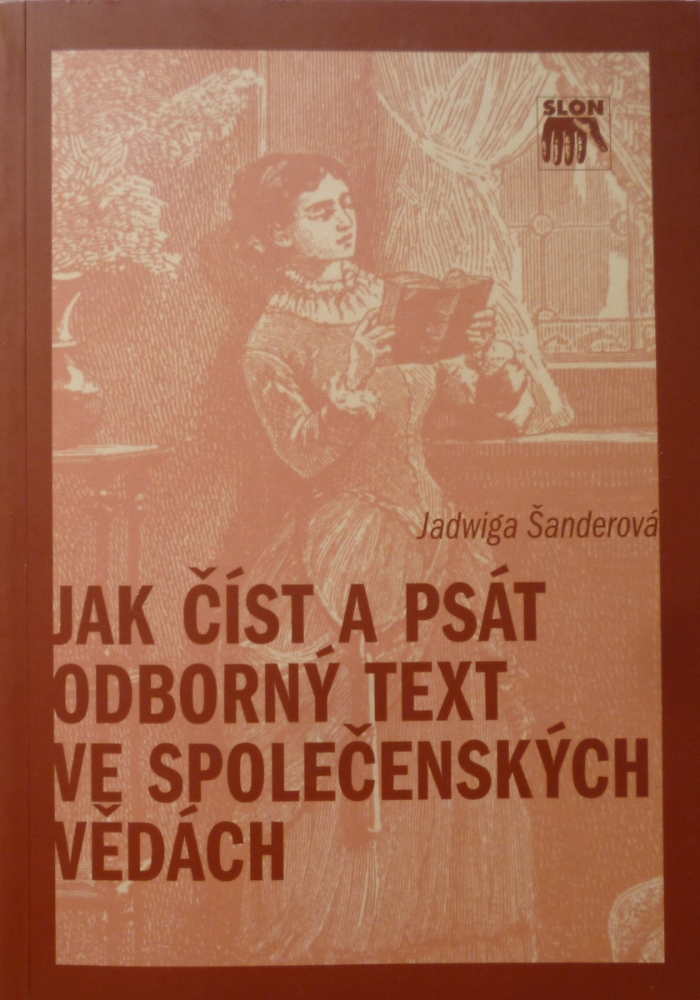 SLON
Jadwiga Šanderová
JAK ČÍST A PSÁT
ODBORNÝ TEXT
VE SPOLEČENSKÝCH
VĚDÁCH